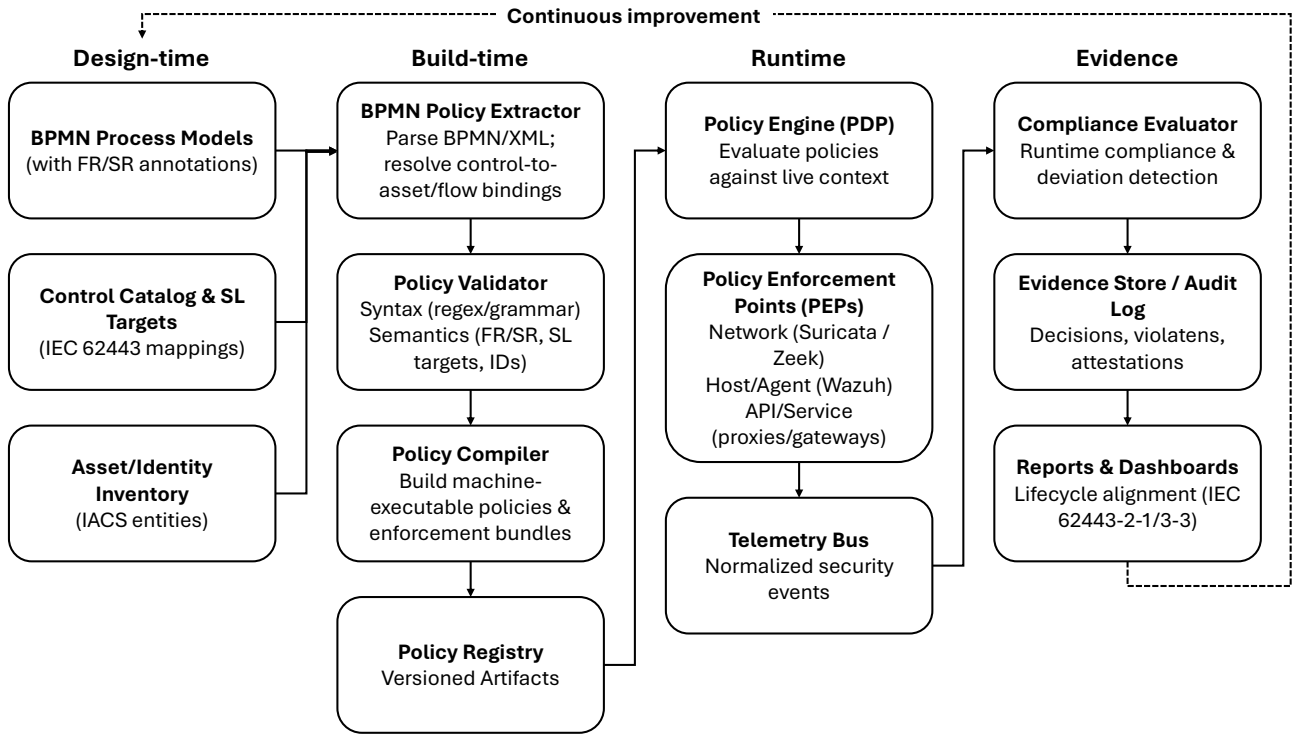 Continuous improvement
Design-time
BPMN Process Models
(with FR/SR annotations)
Control Catalog & SL
Targets
(IEC 62443 mappings)
Asset/Identity
Inventory
(IACS entities)
Build-time
BPMN Policy Extractor
Parse BPMN/XML;
resolve control-to-
asset/flow bindings
Policy Validator
Syntax (regex/grammar)
Semantics (FR/SR, SL
targets, IDs)
Policy Compiler
Build machine-
executable policies &
enforcement bundles
Policy Registry
Versioned Artifacts
Runtime
Policy Engine (PDP)
Evaluate policies
against live context
Policy Enforcement
Points (PEPs)
Network (Suricata /
Zeek)
Host/Agent (Wazuh)
API/Service
(proxies/gateways)
Telemetry Bus
Normalized security
events
Evidence
Compliance Evaluator
Runtime compliance &
deviation detection
Evidence Store / Audit
Log
Decisions, violatens,
attestations
Reports & Dashboards
Lifecycle alignment (IEC
62443-2-1/3-3)